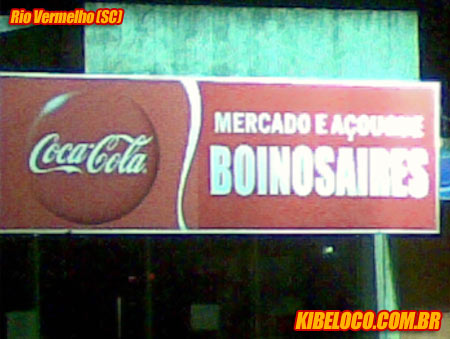 Rio Vermelho (SC)
Coca-Cola
MERCADO E AÇOUGUE
BOINOSAIRES
KIBELOCO.COM.BR